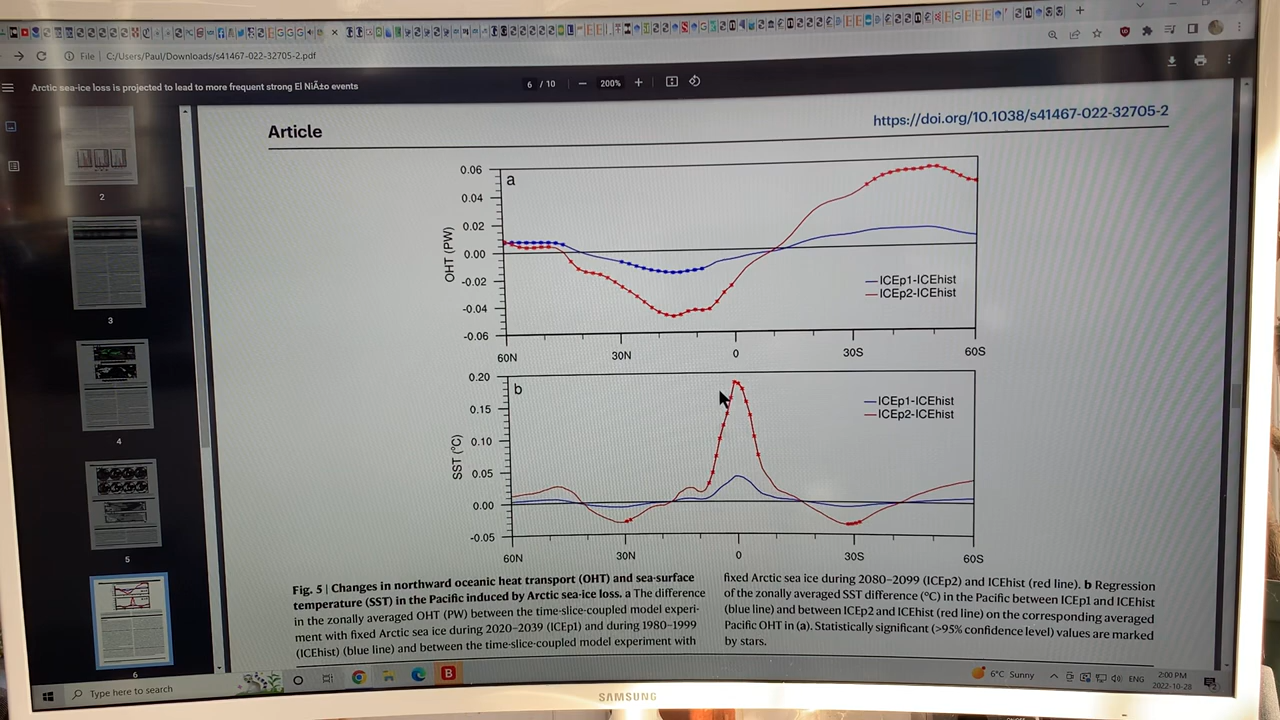 File | C:/Users/Paul/Downloads/s41467-022-32705-2.pdf
Arctic sea-ice loss is projected to lead to more frequent strong El NiÃ±o events
6 / 10
200%
2
3
4
5
6
Article
https://doi.org/10.1038/s41467-022-32705-2
a
OHT (PW)
0.06
0.04
0.02
0.00
-0.02
-0.04
-0.06
ICEp1-ICEhist
ICEp2-ICEhist
60N 30N 0 30S 60S
b
SST (°C)
0.20
0.15
0.10
0.05
0.00
-0.05
ICEp1-ICEhist
ICEp2-ICEhist
60N 30N 0 30S 60S
Fig. 5 | Changes in northward oceanic heat transport (OHT) and sea-surface
temperature (SST) in the Pacific induced by Arctic sea-ice loss. a The difference
in the zonally averaged OHT (PW) between the time-slice-coupled model experi-
ment with fixed Arctic sea ice during 2020–2039 (ICEp1) and during 1980–1999
(ICEhist) (blue line) and between the time-slice-coupled model experiment with
fixed Arctic sea ice during 2080–2099 (ICEp2) and ICEhist (red line). b Regression
of the zonally averaged SST difference (°C) in the Pacific between ICEp1 and ICEhist
(blue line) and between ICEp2 and ICEhist (red line) on the corresponding averaged
Pacific OHT in (a). Statistically significant (>95% confidence level) values are marked
by stars.
Type here to search
B
6°C Sunny
ENG
2:00 PM
2022-10-28
SAMSUNG